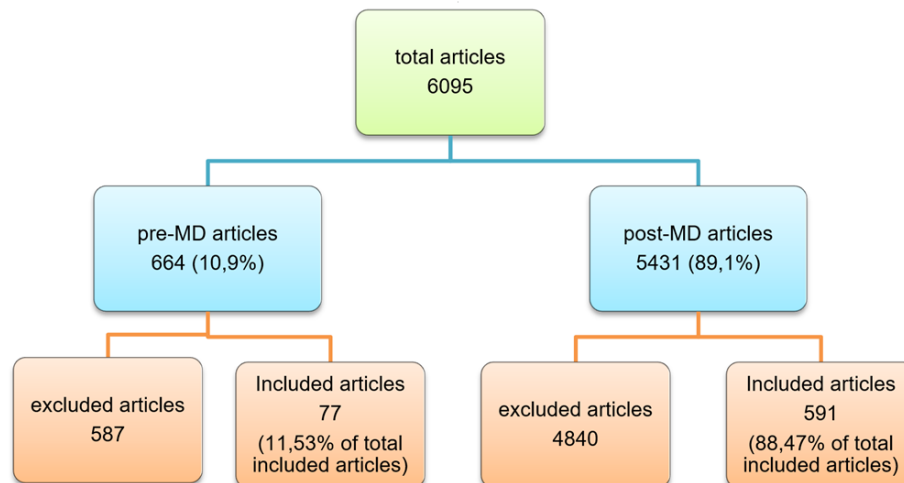 total articles
6095
pre-MD articles
664 (10,9%)
post-MD articles
5431 (89,1%)
excluded articles
587
Included articles
77
(11,53% of total
included articles)
excluded articles
4840
Included articles
591
(88,47% of total
included articles)